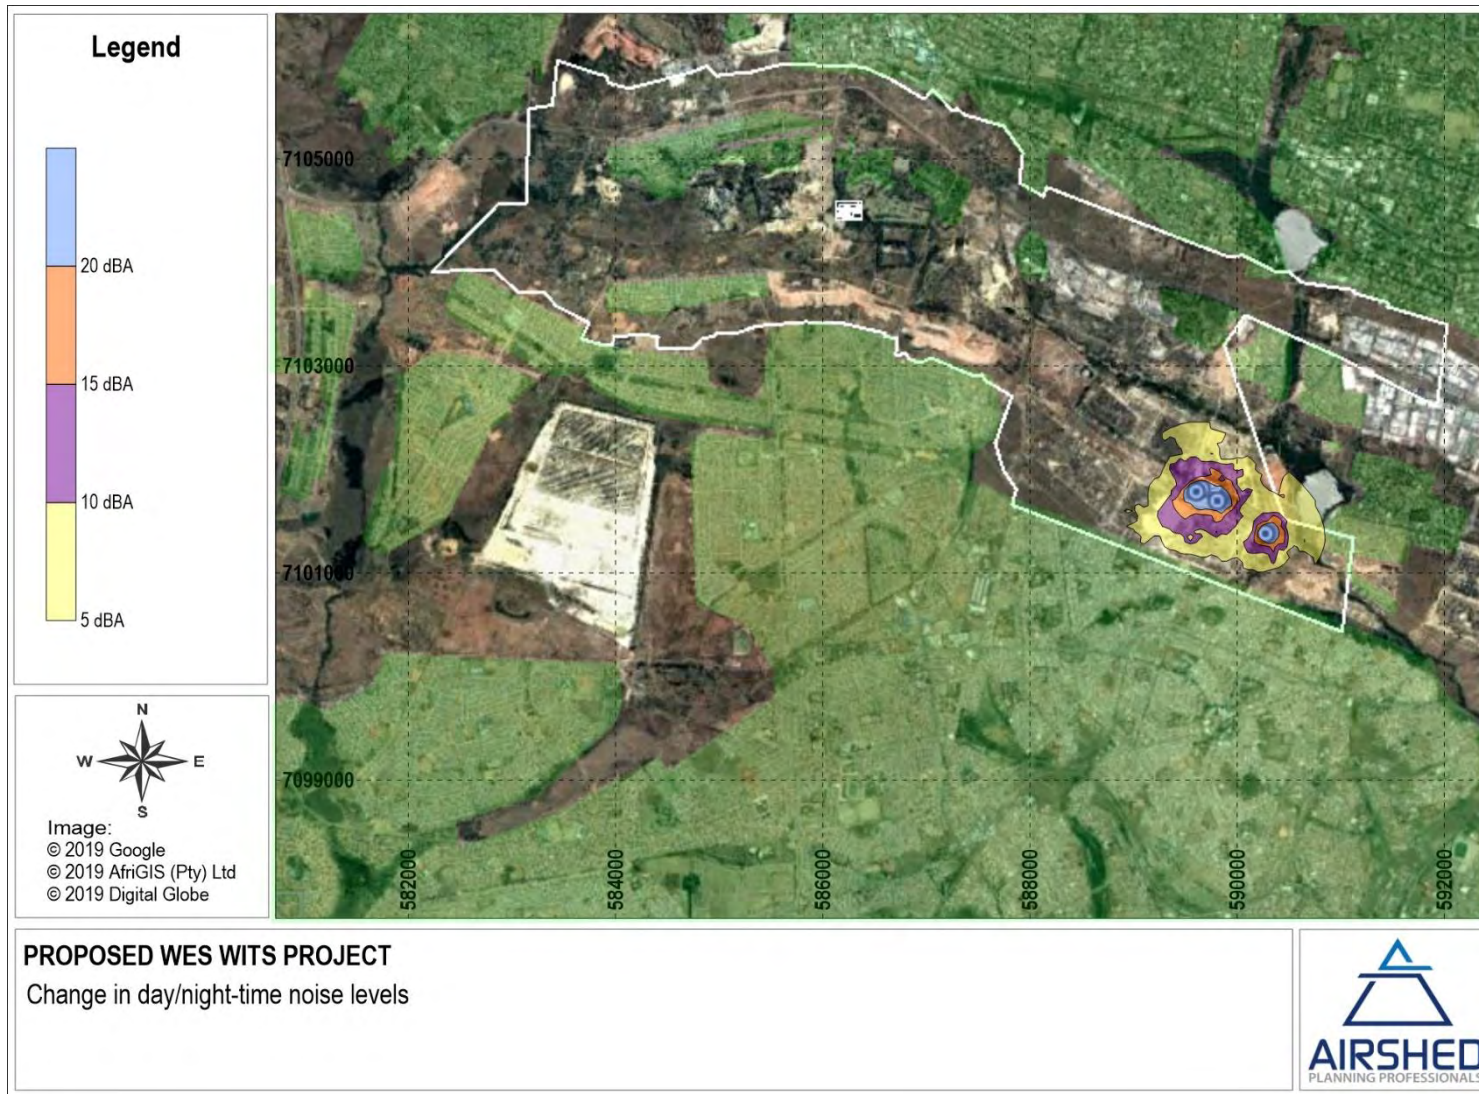 Legend
20 dBA
15 dBA
10 dBA
5 dBA
N
W E
S
Image:
© 2019 Google
© 2019 AfriGIS (Pty) Ltd
© 2019 Digital Globe
7105000
7103000
7101000
7099000
582000
584000
586000
588000
590000
592000
PROPOSED WES WITS PROJECT
Change in day/night-time noise levels
AIRSHED
PLANNING PROFESSIONALS